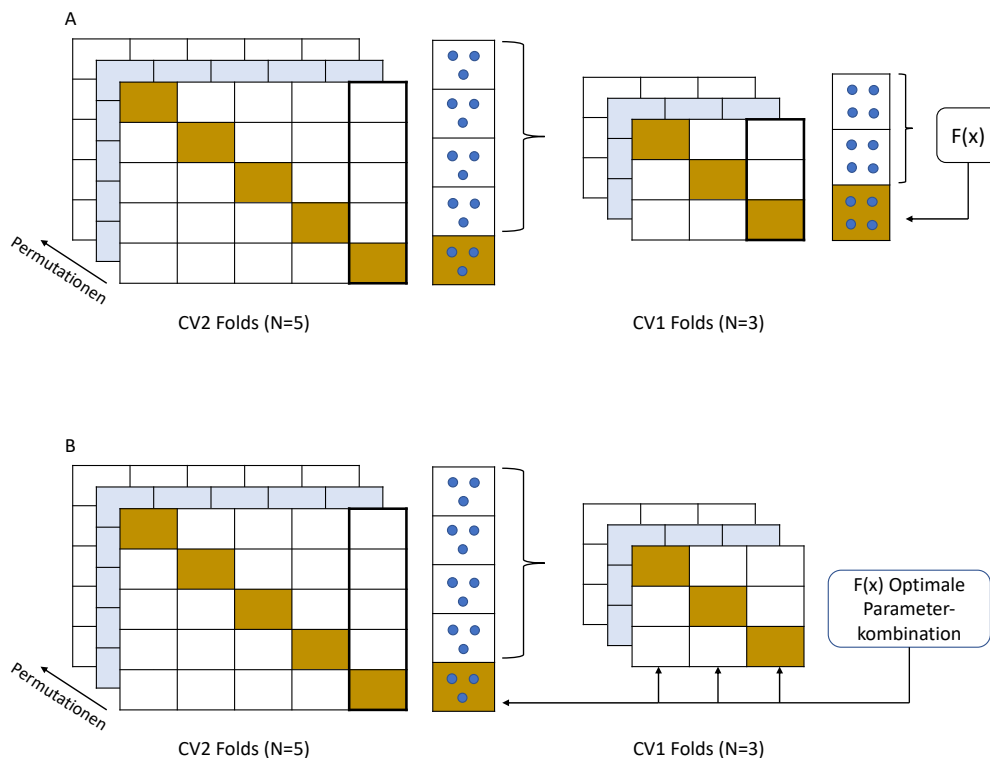 A
F(x)
Permutationen
CV2 Folds (N=5)
CV1 Folds (N=3)
B
F(x) Optimale
Parameter-
kombination
Permutationen
CV2 Folds (N=5)
CV1 Folds (N=3)